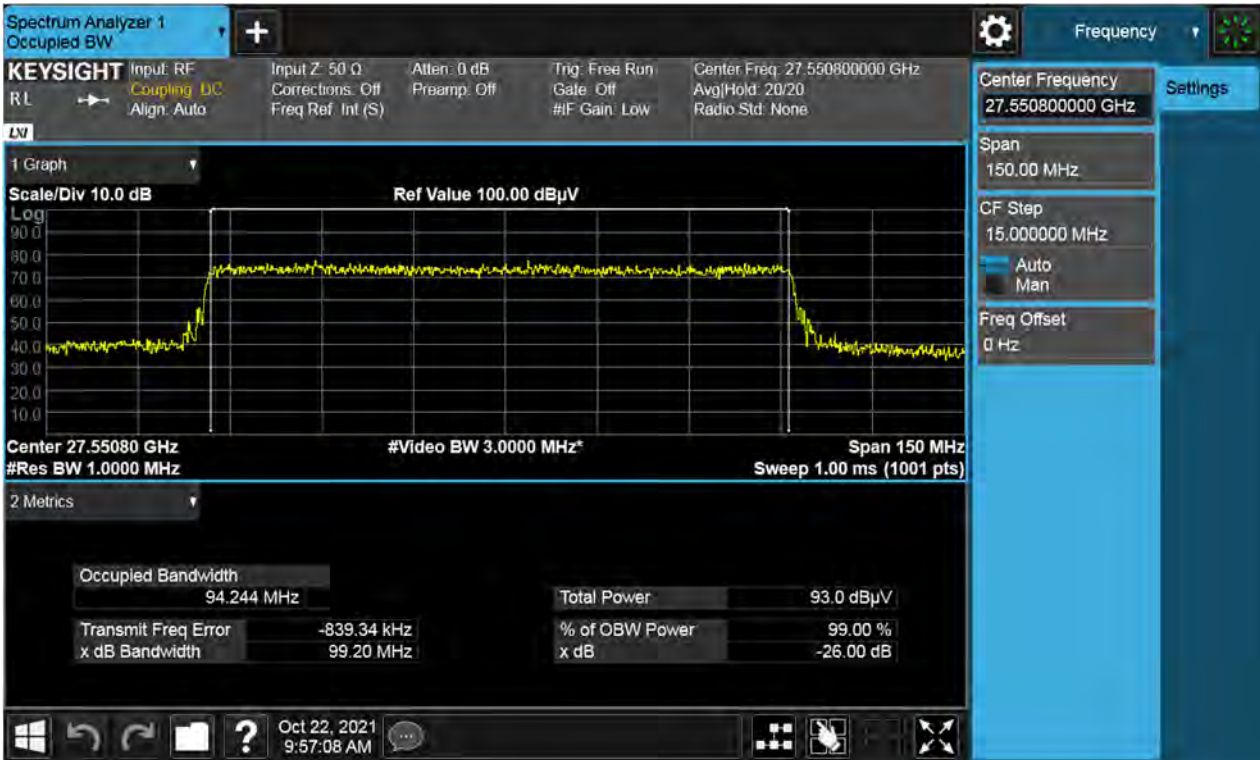 Spectrum Analyzer 1
Occupied BW
+
Frequency
KEYSIGHT
RL
LXI
Input: RF
Coupling: DC
Align: Auto
Input Z: 50 Ω
Corrections: Off
Freq Ref: Int (S)
Atten: 0 dB
Preamp: Off
Trig: Free Run
Gate: Off
#IF Gain: Low
Center Freq: 27.550800000 GHz
Avg|Hold: 20/20
Radio Std: None
Center Frequency
27.550800000 GHz
Settings
Span
150.00 MHz
CF Step
15.000000 MHz
Auto
Man
Freq Offset
0 Hz
1 Graph
Scale/Div 10.0 dB
Ref Value 100.00 dBµV
Log
90.0
80.0
70.0
60.0
50.0
40.0
30.0
20.0
10.0
Center 27.55080 GHz
#Video BW 3.0000 MHz*
Span 150 MHz
#Res BW 1.0000 MHz
Sweep 1.00 ms (1001 pts)
2 Metrics
Occupied Bandwidth
94.244 MHz
Total Power 93.0 dBµV
Transmit Freq Error -839.34 kHz
% of OBW Power 99.00 %
x dB Bandwidth 99.20 MHz
x dB -26.00 dB
?
Oct 22, 2021
9:57:08 AM